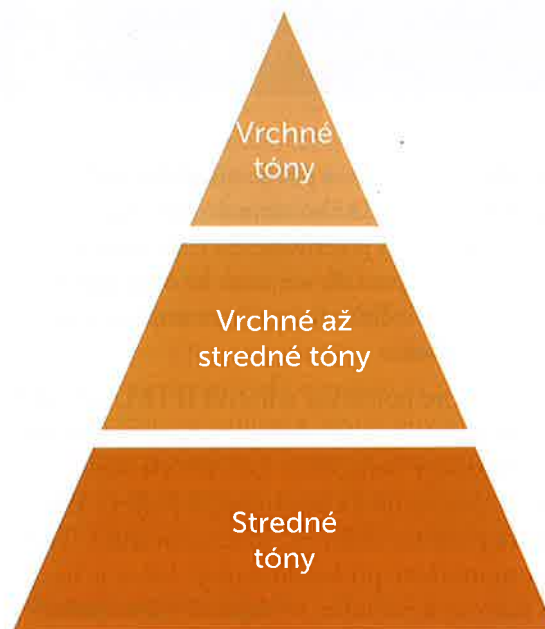 Vrchné
tóny
Vrchné až
stredné tóny
Stredné
tóny